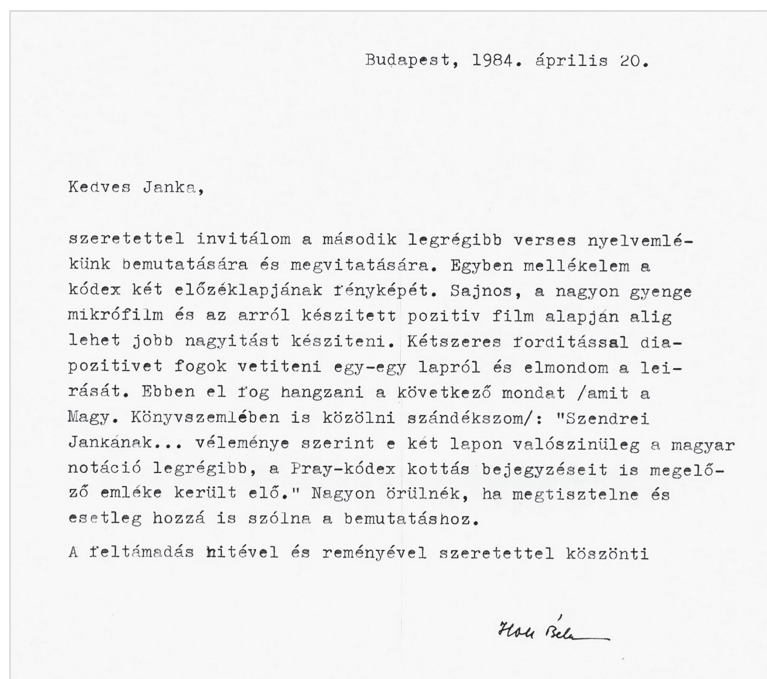 Budapest, 1984. április 20.
Kedves Janka,
szeretettel invitálom a második legrégibb verses nyelvemlé-
künk bemutatására és megvitatására. Egyben mellékelem a
kódex két előzéklapjának fényképét. Sajnos, a nagyon gyenge
mikrófilm és az arról készitett pozitiv film alapján alig
lehet jobb nagyitást késziteni. Kétszeres forditással dia-
pozitivet fogok vetiteni egy-egy lapról és elmondom a lei-
rását. Ebben el fog hangzani a következő mondat /amit a
Magy. Könyvszemlében is közölni szándékszom/: "Szendrei
Jankának... véleménye szerint e két lapon valószinüleg a magyar
notáció legrégibb, a Pray-kódex kottás bejegyzéseit is megelő-
ző emléke került elő." Nagyon örülnék, ha megtisztelne és
esetleg hozzá is szólna a bemutatáshoz.
A feltámadás hitével és reményével szeretettel köszönti
Holl Béla